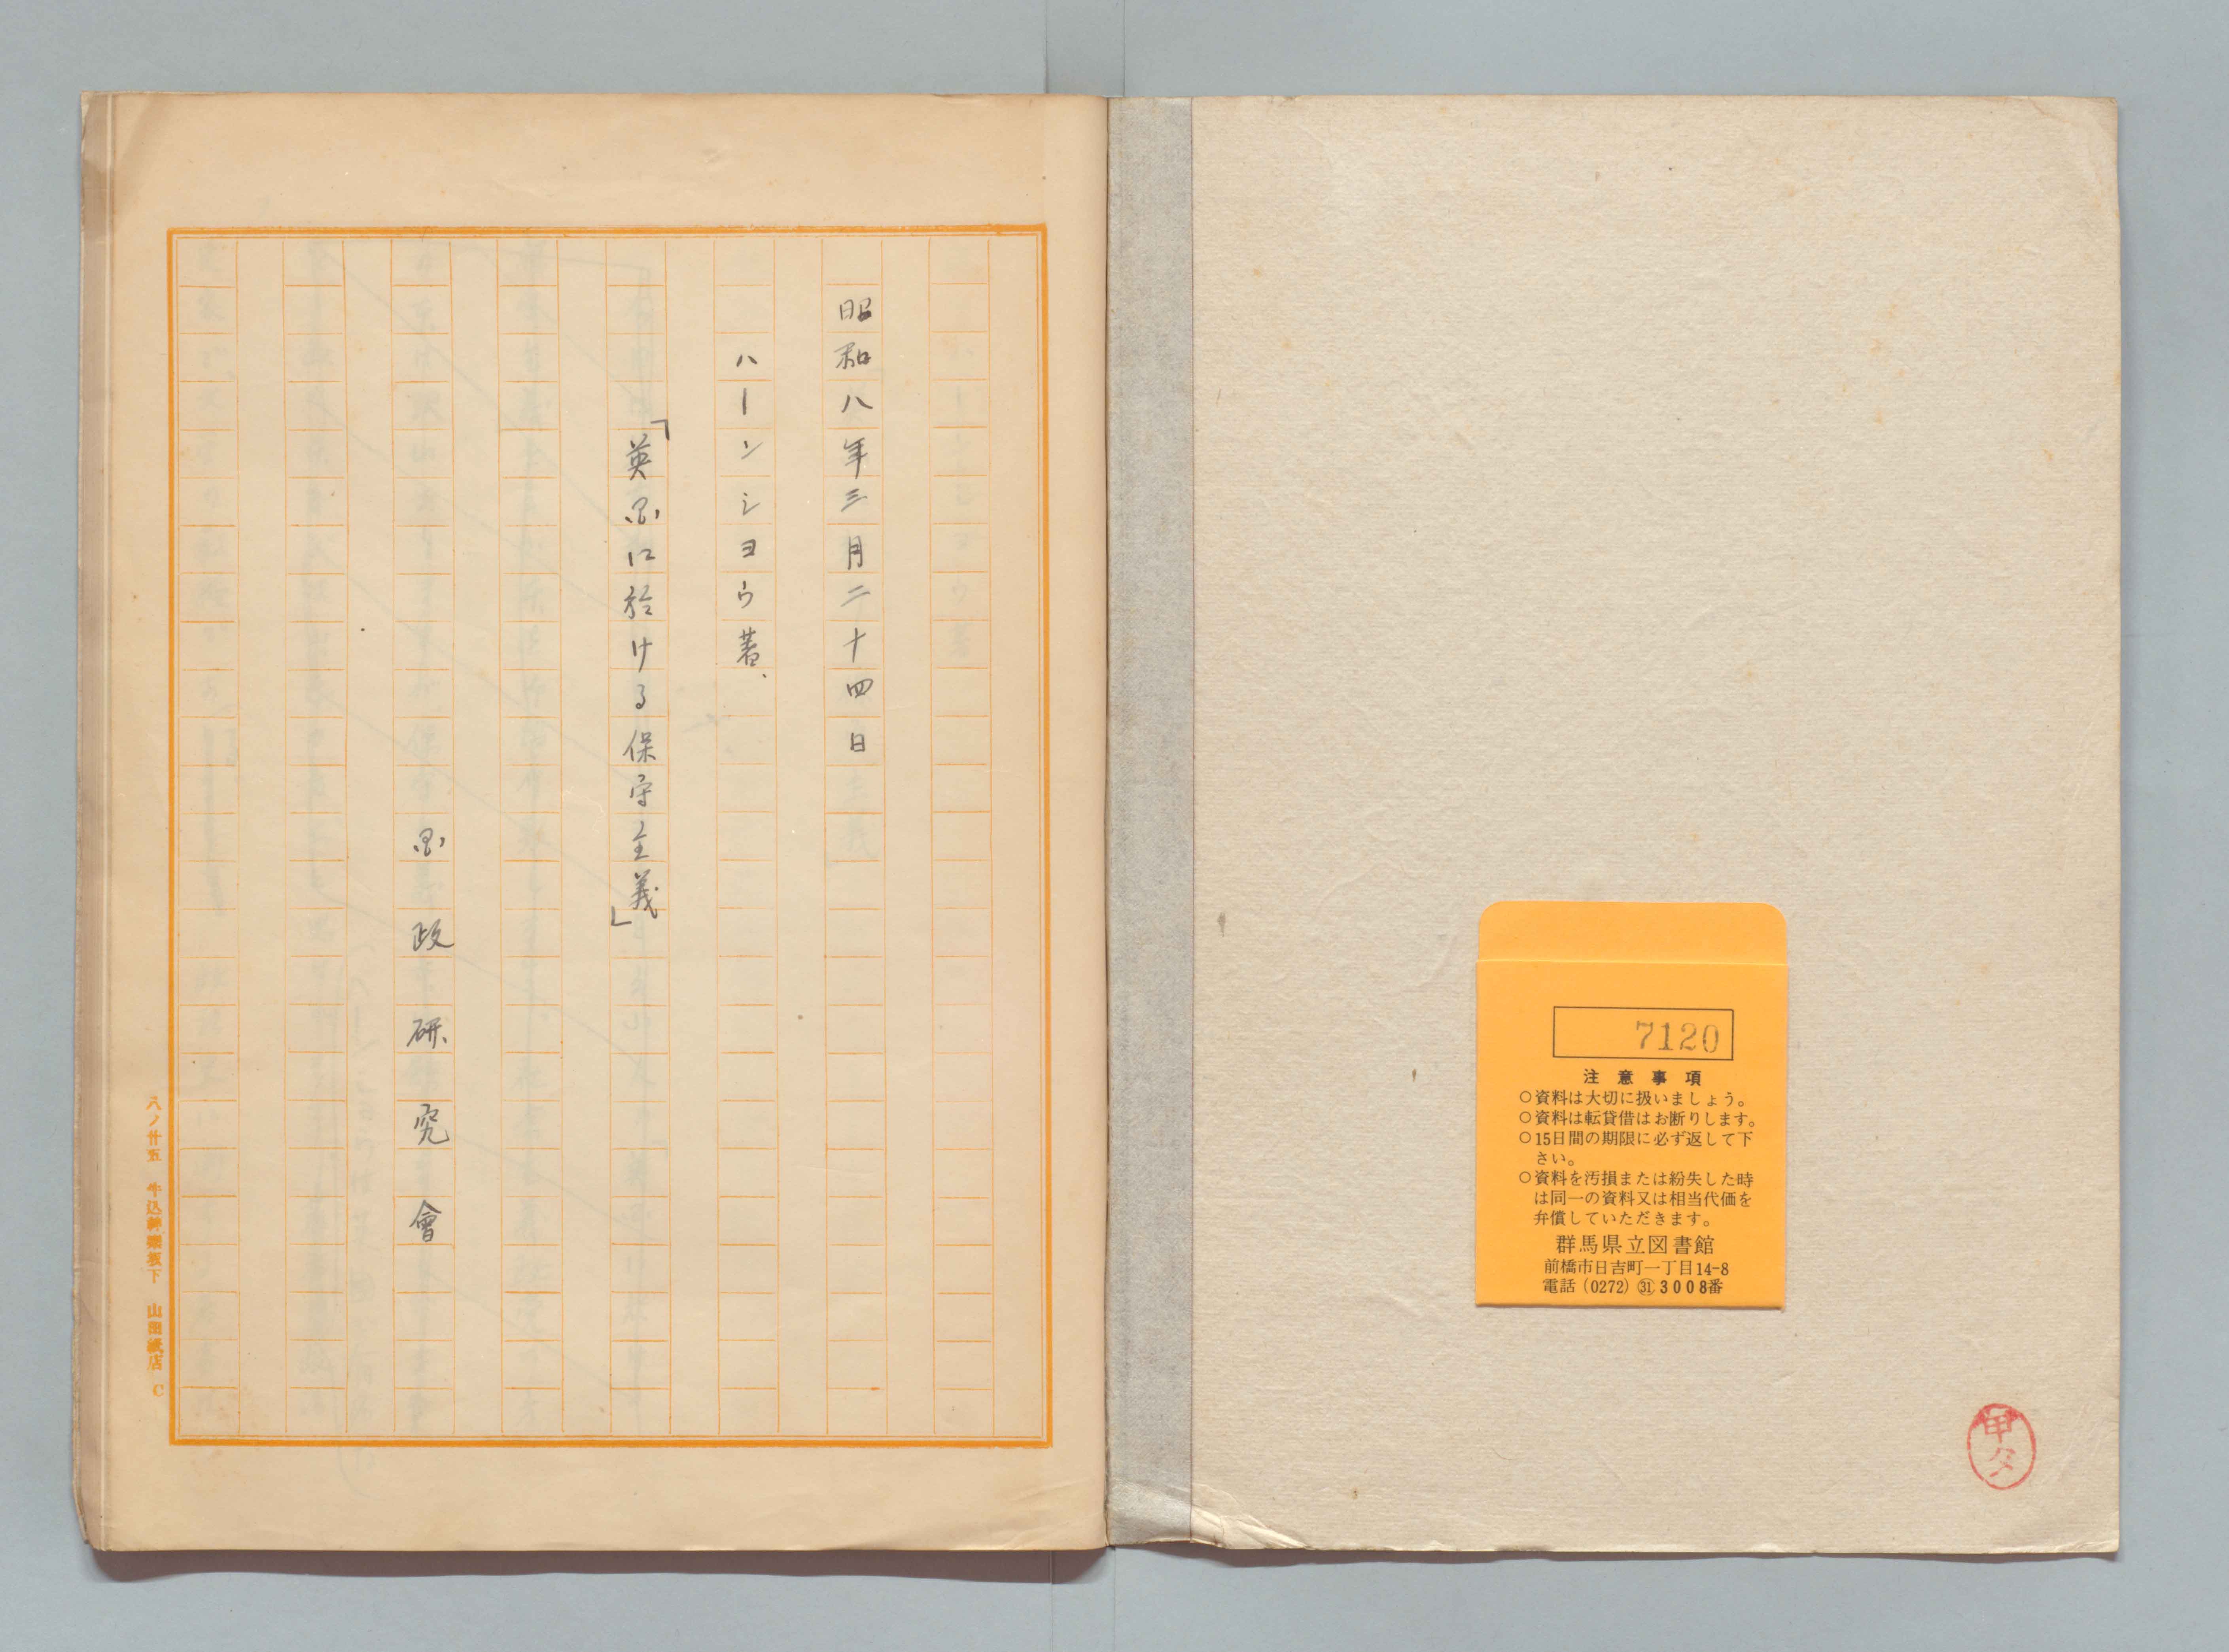 7120
注意事項
○資料は大切に扱いましょう。
○資料は転貸借はお断りします。
○15日間の期限に必ず返して下
さい。
○資料を汚損または紛失した時
は同一の資料又は相当代価を
弁償していただきます。
群馬県立図書館
前橋市日吉町一丁目14-8
電話 (0272) ㉛ 3008番
昭和八年三月二十四日
ハーンシヨウ著、
「英国に於ける保守主義」
国政研究會
八ノ廿五 牛込神樂坂下 山田紙店 C